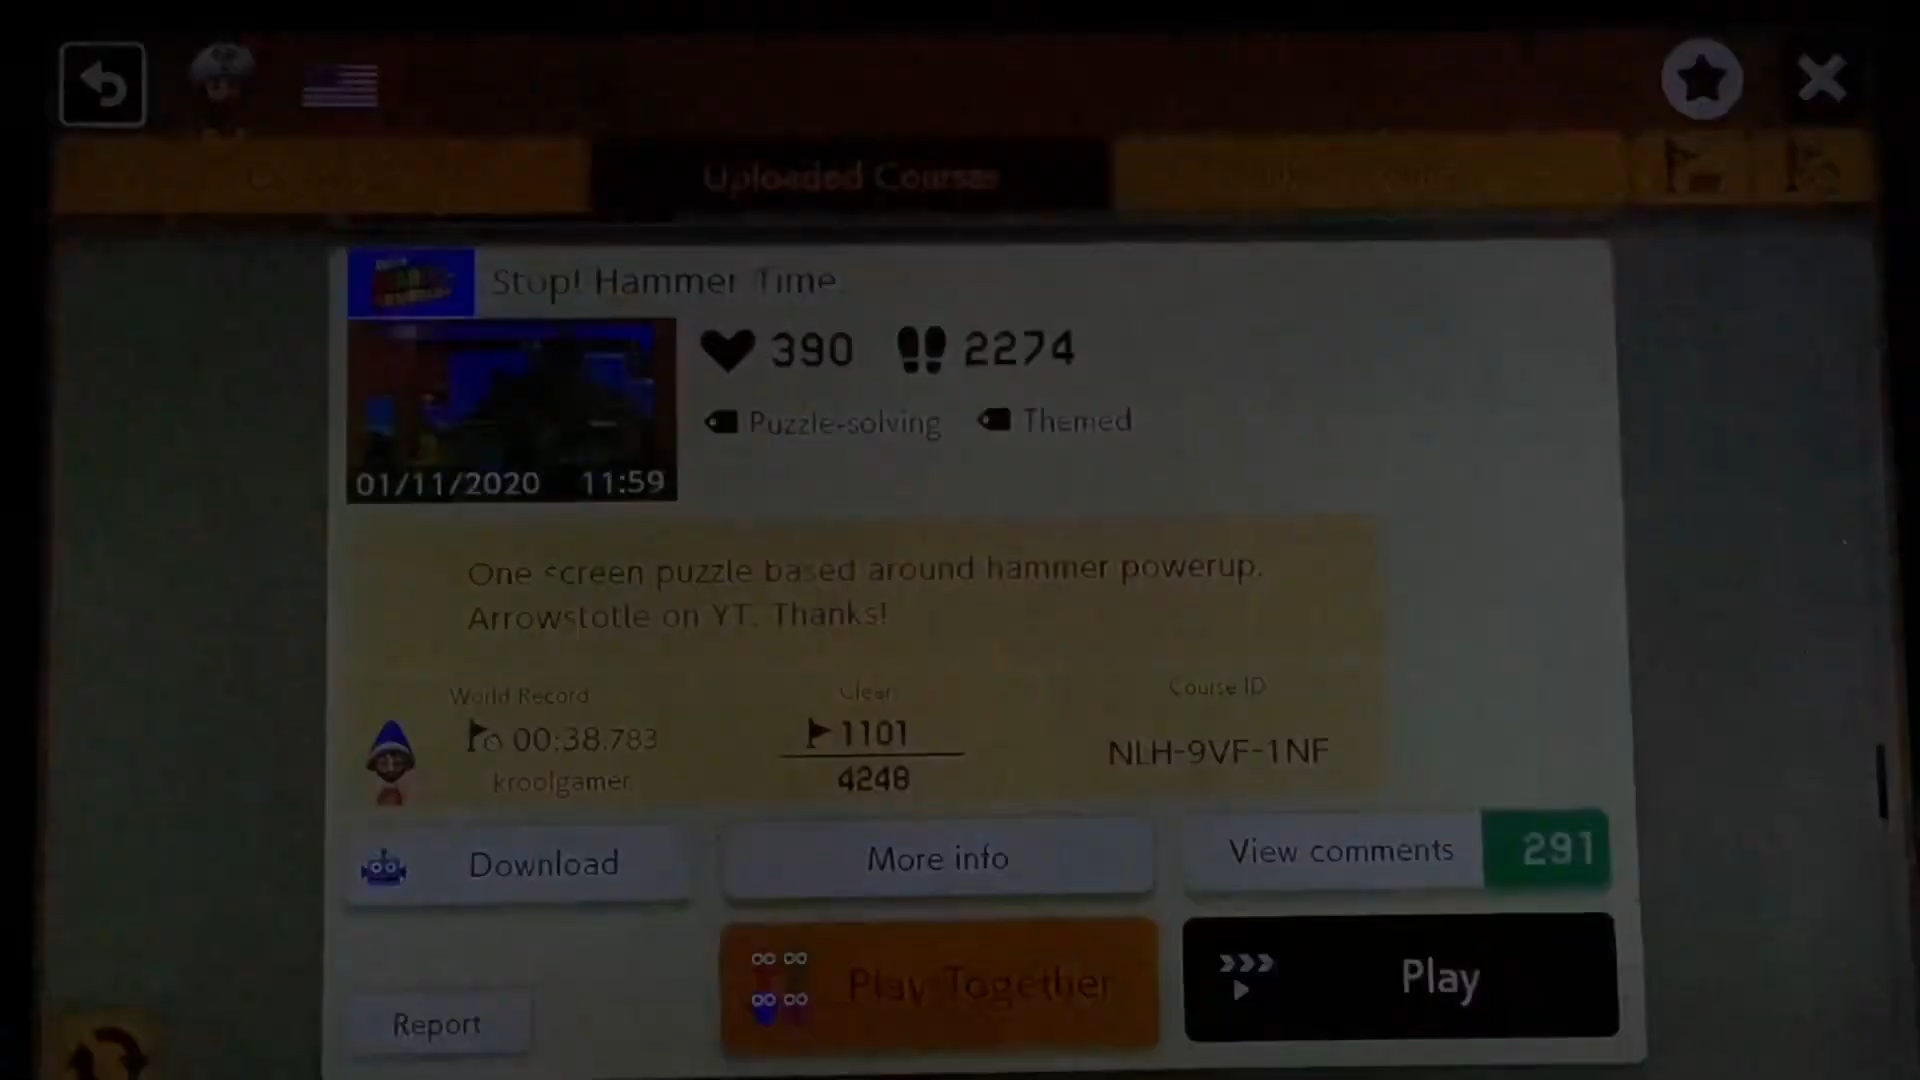 Uploaded Courses
Stop! Hammer Time.
390 2274
Puzzle-solving Themed
01/11/2020 11:59
One screen puzzle based around hammer powerup.
Arrowstotle on YT. Thanks!
World Record Clear Course ID
00:38.783 1101 NLH-9VF-1NF
kroolgamer 4248
Download More info View comments 291
Play Together Play
Report